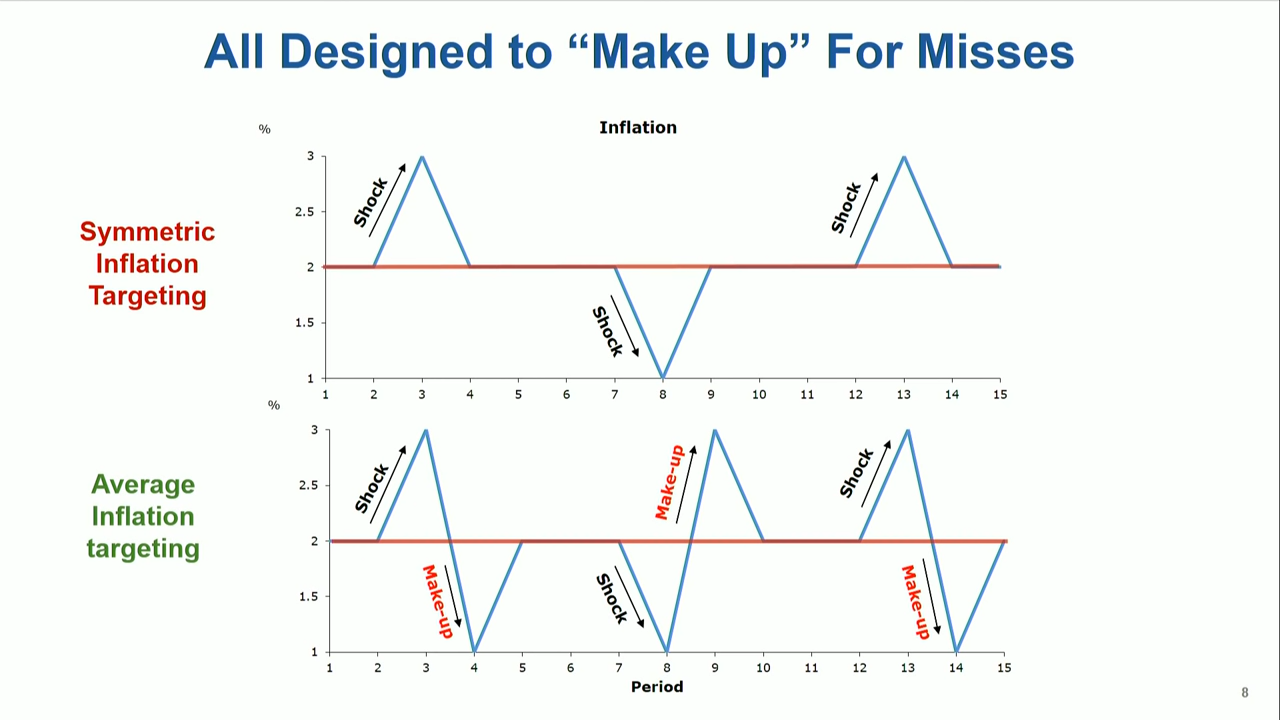 All Designed to “Make Up” For Misses
%
Inflation
Symmetric
Inflation
Targeting
3
2.5
2
1.5
1
Shock
Shock
Shock
1 2 3 4 5 6 7 8 9 10 11 12 13 14 15
%
Average
Inflation
targeting
3
2.5
2
1.5
1
Shock
Make-up
Shock
Make-up
Shock
Make-up
1 2 3 4 5 6 7 8 9 10 11 12 13 14 15
Period
8